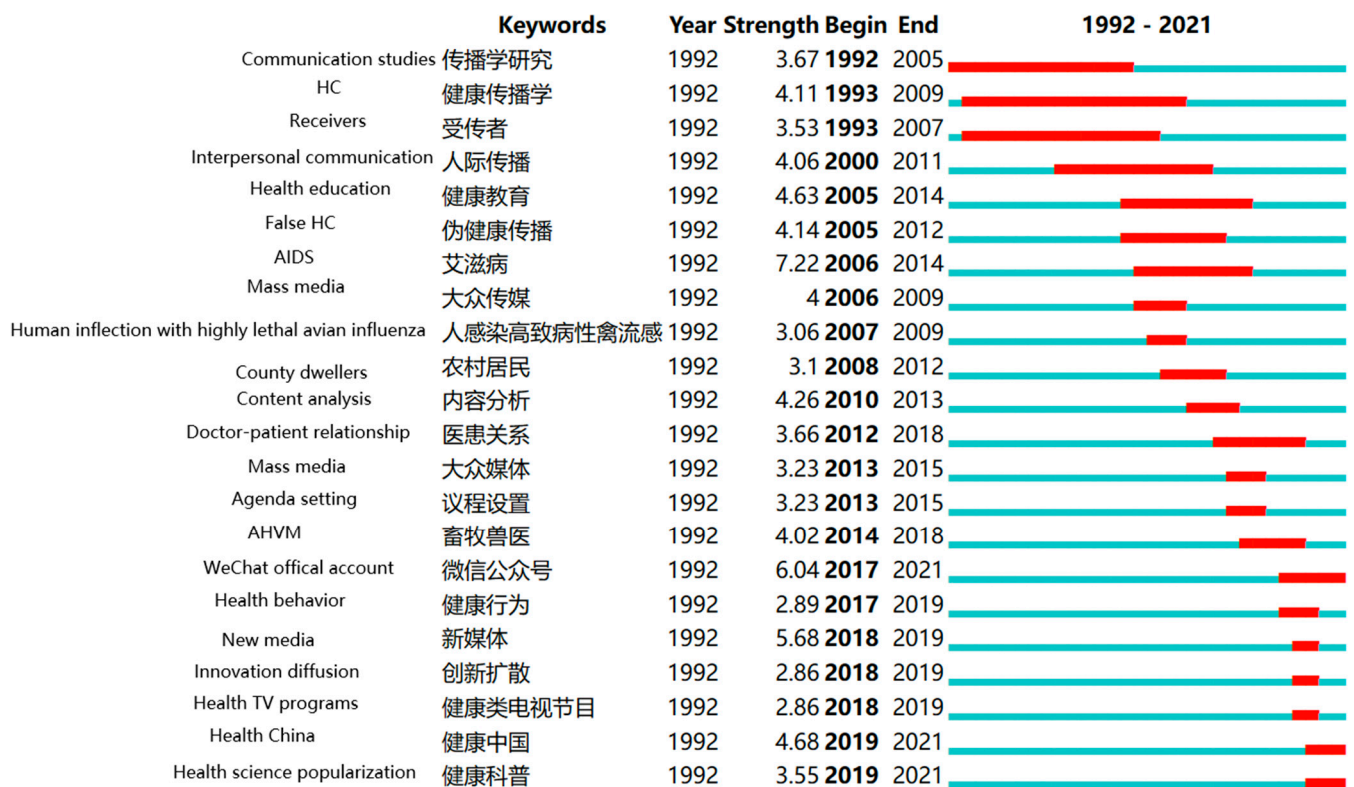 Keywords Year Strength Begin End 1992 - 2021
Communication studies 传播学研究 1992 3.67 1992 2005
HC 健康传播学 1992 4.11 1993 2009
Receivers 受传者 1992 3.53 1993 2007
Interpersonal communication 人际传播 1992 4.06 2000 2011
Health education 健康教育 1992 4.63 2005 2014
False HC 伪健康传播 1992 4.14 2005 2012
AIDS 艾滋病 1992 7.22 2006 2014
Mass media 大众传媒 1992 4 2006 2009
Human inflection with highly lethal avian influenza 人感染高致病性禽流感 1992 3.06 2007 2009
County dwellers 农村居民 1992 3.1 2008 2012
Content analysis 内容分析 1992 4.26 2010 2013
Doctor-patient relationship 医患关系 1992 3.66 2012 2018
Mass media 大众媒体 1992 3.23 2013 2015
Agenda setting 议程设置 1992 3.23 2013 2015
AHVM 畜牧兽医 1992 4.02 2014 2018
WeChat offical account 微信公众号 1992 6.04 2017 2021
Health behavior 健康行为 1992 2.89 2017 2019
New media 新媒体 1992 5.68 2018 2019
Innovation diffusion 创新扩散 1992 2.86 2018 2019
Health TV programs 健康类电视节目 1992 2.86 2018 2019
Health China 健康中国 1992 4.68 2019 2021
Health science popularization 健康科普 1992 3.55 2019 2021